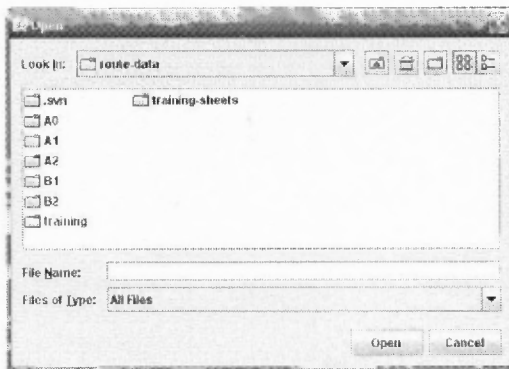 Open
Look In: route-data
.svn training-sheets
A0
A1
A2
B1
B2
training
File Name:
Files of Type: All Files
Open Cancel